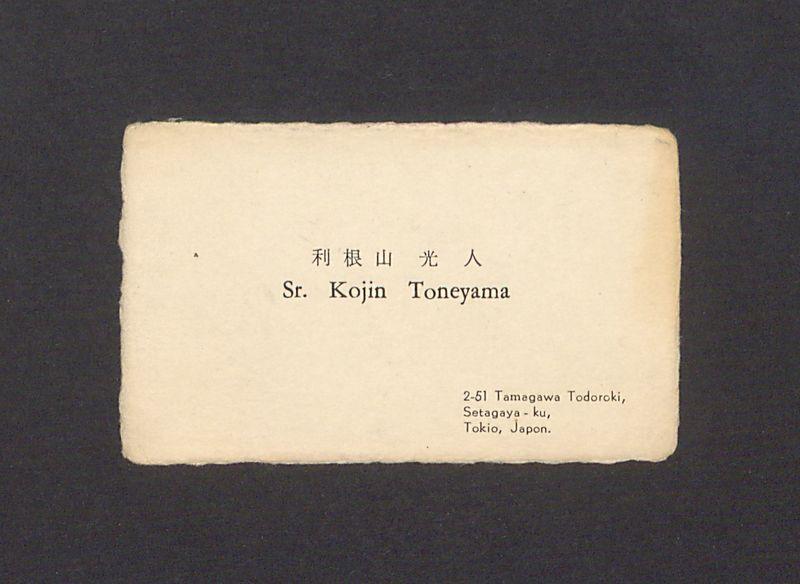 利根山 光人
Sr. Kojin Toneyama
2-51 Tamagawa Todoroki,
Setagaya - ku,
Tokio, Japon.